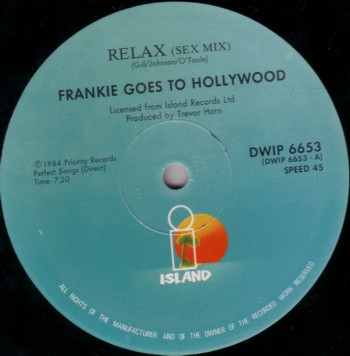 RELAX (SEX MIX)
(Gill/Johnson/O'Toole)
FRANKIE GOES TO HOLLYWOOD
Licensed from Island Records Ltd.
Produced by Trevor Horn
℗ 1984 Priority Records
Perfect Songs (Direct)
Time: 7,20
DWIP 6653
(DWIP 6653 - A)
SPEED 45
ISLAND
ALL RIGHTS OF THE MANUFACTURER AND OF THE OWNER OF THE RECORDED WORK RESERVED